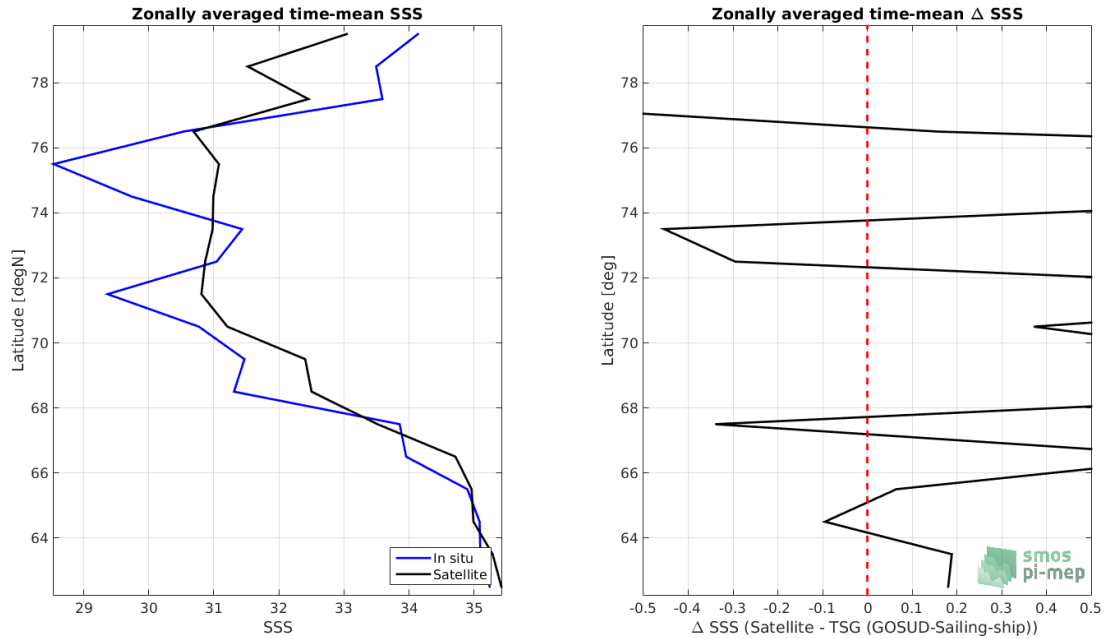 Zonally averaged time-mean SSS
Latitude [degN]
78
76
74
72
70
68
66
64
29 30 31 32 33 34 35
SSS
In situ
Satellite
Zonally averaged time-mean Δ SSS
Latitude [deg]
78
76
74
72
70
68
66
64
-0.5 -0.4 -0.3 -0.2 -0.1 0 0.1 0.2 0.3 0.4 0.5
Δ SSS (Satellite - TSG (GOSUD-Sailing-ship))
smos
pi-mep